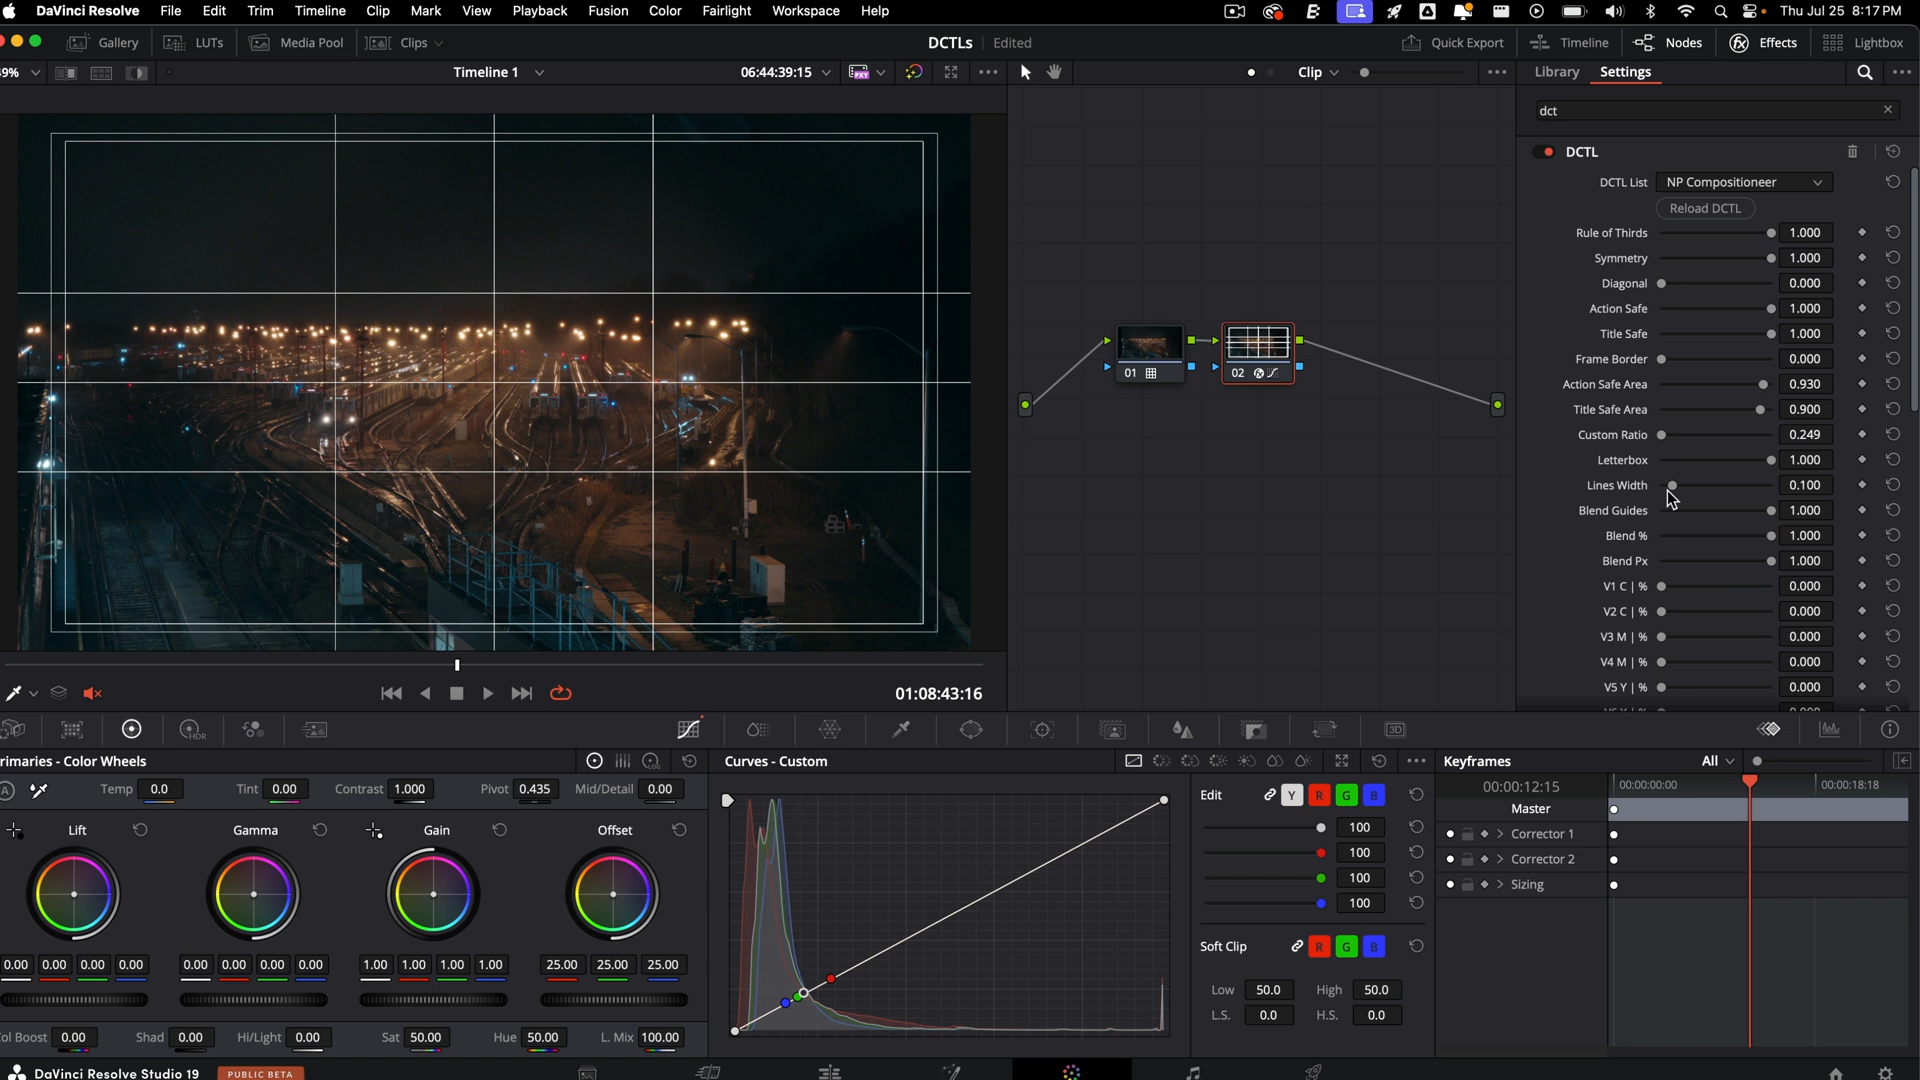 DaVinci Resolve File Edit Trim Timeline Clip Mark View Playback Fusion Color Fairlight Workspace Help Thu Jul 25 8:17 PM
Gallery LUTs Media Pool Clips DCTLs Edited Quick Export Timeline Nodes Effects Lightbox
49% Timeline 1 06:44:39:15 PXY Clip Library Settings
dct
DCTL
DCTL List NP Compositioneer
Reload DCTL
Rule of Thirds 1.000
Symmetry 1.000
Diagonal 0.000
Action Safe 1.000
Title Safe 1.000
Frame Border 0.000
Action Safe Area 0.930
Title Safe Area 0.900
Custom Ratio 0.249
Letterbox 1.000
Lines Width 0.100
Blend Guides 1.000
Blend % 1.000
Blend Px 1.000
V1 C | % 0.000
V2 C | % 0.000
V3 M | % 0.000
V4 M | % 0.000
V5 Y | % 0.000
01 02
01:08:43:16
HDR 3D
rimaries - Color Wheels LOG
Temp 0.0 Tint 0.00 Contrast 1.000 Pivot 0.435 Mid/Detail 0.00
Lift Gamma Gain Offset
0.00 0.00 0.00 0.00 0.00 0.00 0.00 0.00 1.00 1.00 1.00 1.00 25.00 25.00 25.00
ol Boost 0.00 Shad 0.00 Hi/Light 0.00 Sat 50.00 Hue 50.00 L. Mix 100.00
Curves - Custom
Edit Y R G B
100
100
100
100
Soft Clip R G B
Low 50.0 High 50.0
L.S. 0.0 H.S. 0.0
Keyframes All
00:00:12:15 00:00:00:00 00:00:18:18
Master
Corrector 1
Corrector 2
Sizing
DaVinci Resolve Studio 19 PUBLIC BETA